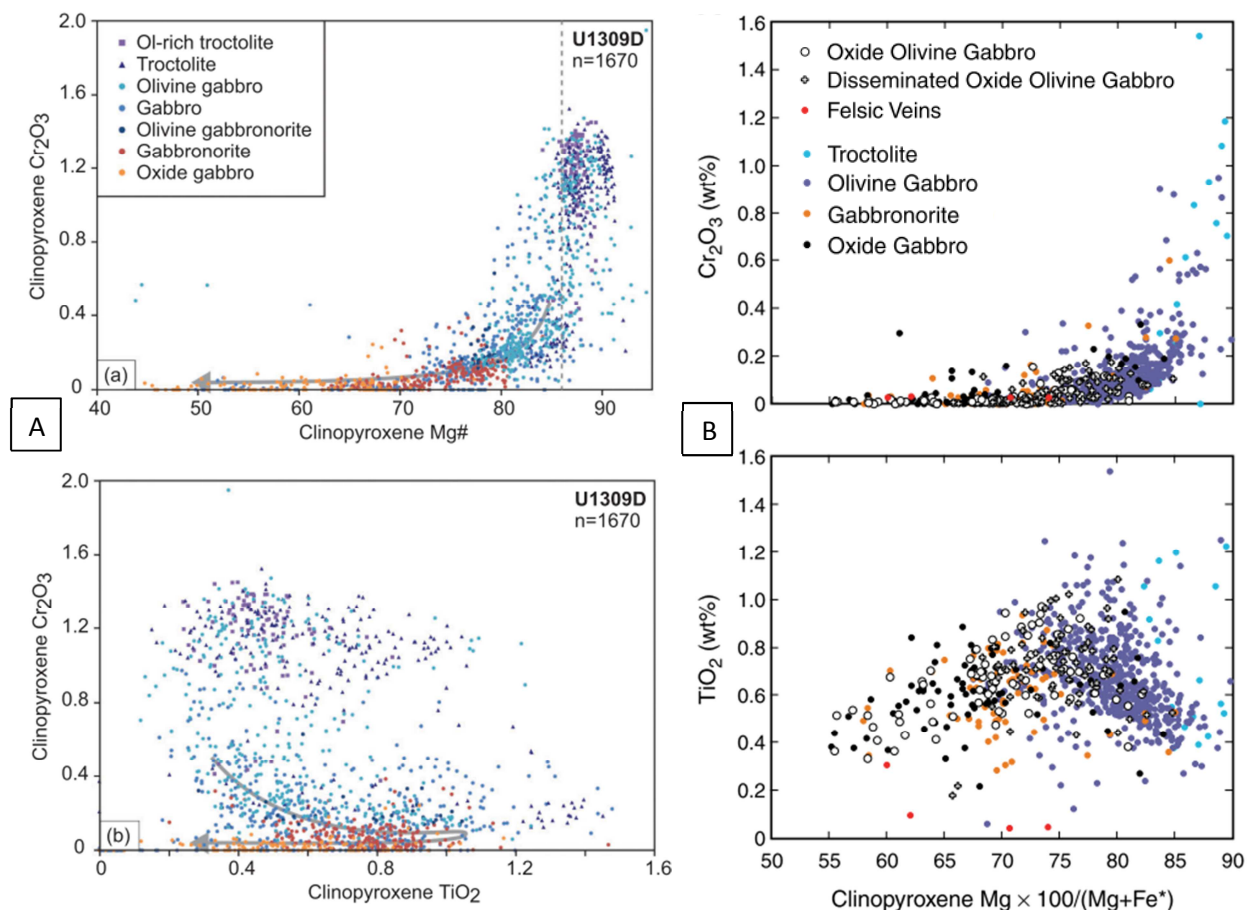 2.0
1.6
1.2
0.8
0.4
0
Clinopyroxene Cr2O3
Ol-rich troctolite
Troctolite
Olivine gabbro
Gabbro
Olivine gabbronorite
Gabbronorite
Oxide gabbro
U1309D
n=1670
(a)
40 50 60 70 80 90
Clinopyroxene Mg#
A
2.0
1.6
1.2
0.8
0.4
0
Clinopyroxene Cr2O3
U1309D
n=1670
(b)
0 0.4 0.8 1.2 1.6
Clinopyroxene TiO2
1.6
1.4
1.2
1.0
0.8
0.6
0.4
0.2
0
Cr2O3 (wt%)
Oxide Olivine Gabbro
Disseminated Oxide Olivine Gabbro
Felsic Veins
Troctolite
Olivine Gabbro
Gabbronorite
Oxide Gabbro
B
1.6
1.4
1.2
1.0
0.8
0.6
0.4
0.2
0
TiO2 (wt%)
50 55 60 65 70 75 80 85 90
Clinopyroxene Mg × 100/(Mg+Fe*)